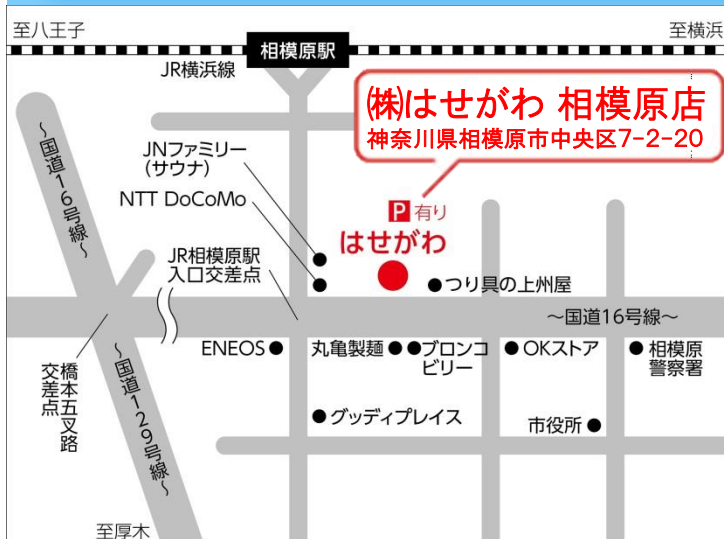 至八王子
至横浜
相模原駅
JR横浜線
㈱はせがわ 相模原店
神奈川県相模原市中央区7-2-20
〜国道16号線〜
JNファミリー
(サウナ)
NTT DoCoMo
P 有り
はせがわ
JR相模原駅
入口交差点
つり具の上州屋
〜国道16号線〜
ENEOS
丸亀製麺
ブロンコ
ビリー
OKストア
相模原
警察署
橋本五叉路
交差点
〜国道129号線〜
グッディプレイス
市役所
至厚木